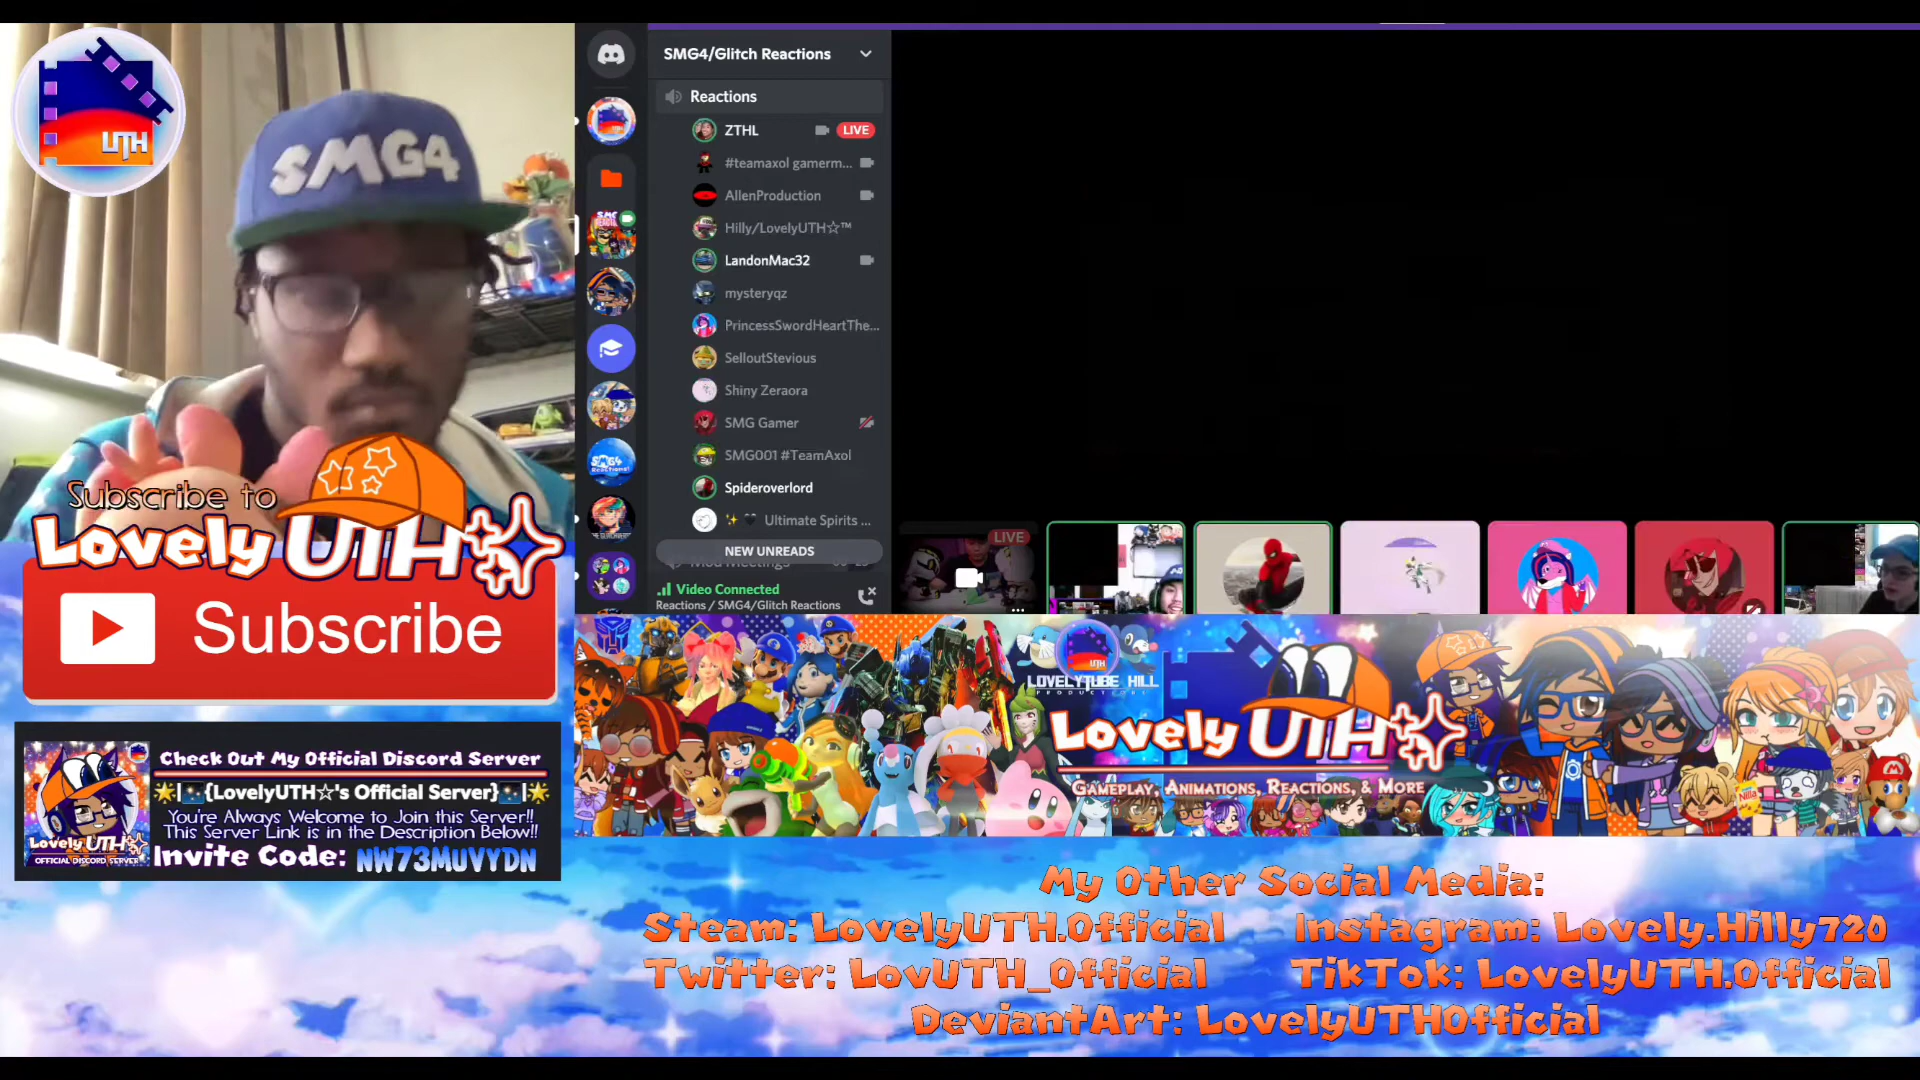 UTH
SMG4
Subscribe to
Lovely UTH
Subscribe
Check Out My Official Discord Server
{LovelyUTH☆'s Official Server}
You're Always Welcome to Join this Server!!
This Server Link is in the Description Below!!
Invite Code: NW73MUVYDN
Lovely UTH
OFFICIAL DISCORD SERVER
SMG4/Glitch Reactions
Reactions
ZTHL LIVE
#teamaxol gamerm...
AllenProduction
Hilly/LovelyUTH☆™
LandonMac32
mysteryqz
PrincessSwordHeartThe...
SelloutStevious
Shiny Zeraora
SMG Gamer
SMG001 #TeamAxol
Spideroverlord
✨ 🖤 Ultimate Spirits ...
NEW UNREADS
Mod Meetings
Video Connected
Reactions / SMG4/Glitch Reactions
LIVE
UTH
LOVELYTUBE HILL
PRODUCTIONS
Lovely UTH
Gameplay, Animations, Reactions, & More
My Other Social Media:
Steam: LovelyUTH.Official
Instagram: Lovely.Hilly720
Twitter: LovUTH_Official
TikTok: LovelyUTH.Official
DeviantArt: LovelyUTHOfficial